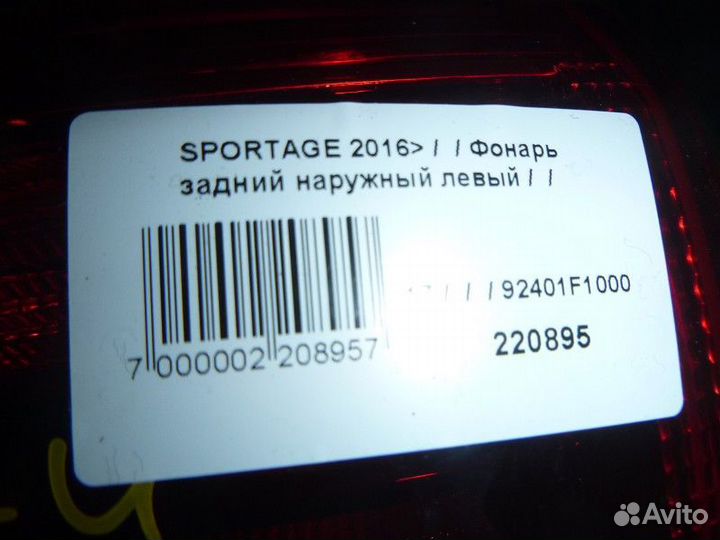 SPORTAGE 2016> / / Фонарь
задний наружный левый / /
/ / / 92401F1000
220895
7 000002 208957
Avito